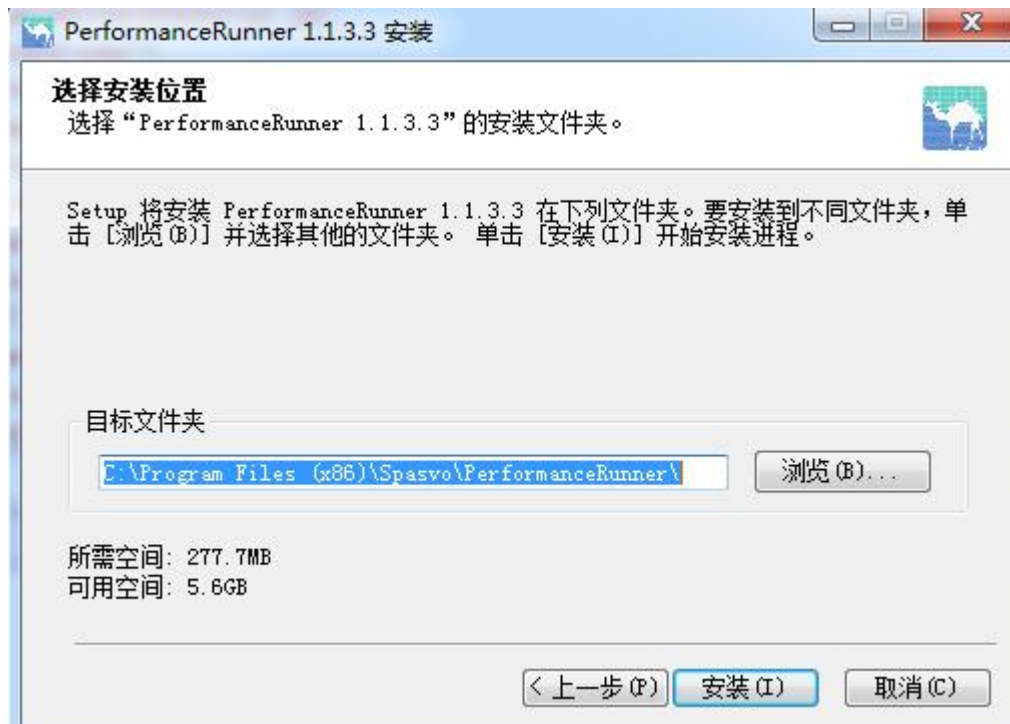 PerformanceRunner 1.1.3.3 安装
选择安装位置
选择“PerformanceRunner 1.1.3.3”的安装文件夹。
Setup 将安装 PerformanceRunner 1.1.3.3 在下列文件夹。要安装到不同文件夹，单
击 [浏览(B)] 并选择其他的文件夹。 单击 [安装(I)] 开始安装进程。
目标文件夹
C:\Program Files (x86)\Spasvo\PerformanceRunner\
浏览(B)...
所需空间: 277.7MB
可用空间: 5.6GB
< 上一步(P)
安装(I)
取消(C)